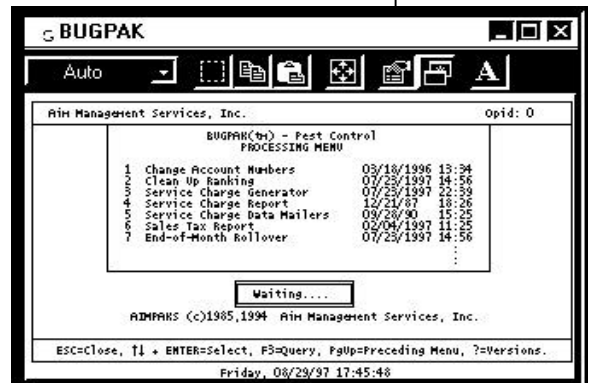 BUGPAK
Auto A
Aim Management Services, Inc. Opid: 0
BUGPAK(tm) - Pest Control
PROCESSING MENU
1 Change Account Numbers 03/18/1996 13:34
2 Clean Up Ranking 07/23/1997 14:56
3 Service Charge Generator 07/25/1997 22:39
4 Service Charge Report 12/21/87 18:26
5 Service Charge Data Mailers 09/28/90 15:25
6 Sales Tax Report 02/04/1997 11:25
7 End-of-Month Rollover 07/23/1997 14:56
Waiting....
AIMPAKS (c)1985,1994 Aim Management Services, Inc.
ESC=Close, ↑↓ + ENTER=Select, F3=Query, PgUp=Preceding Menu, ?=Versions.
Friday, 08/29/97 17:45:48